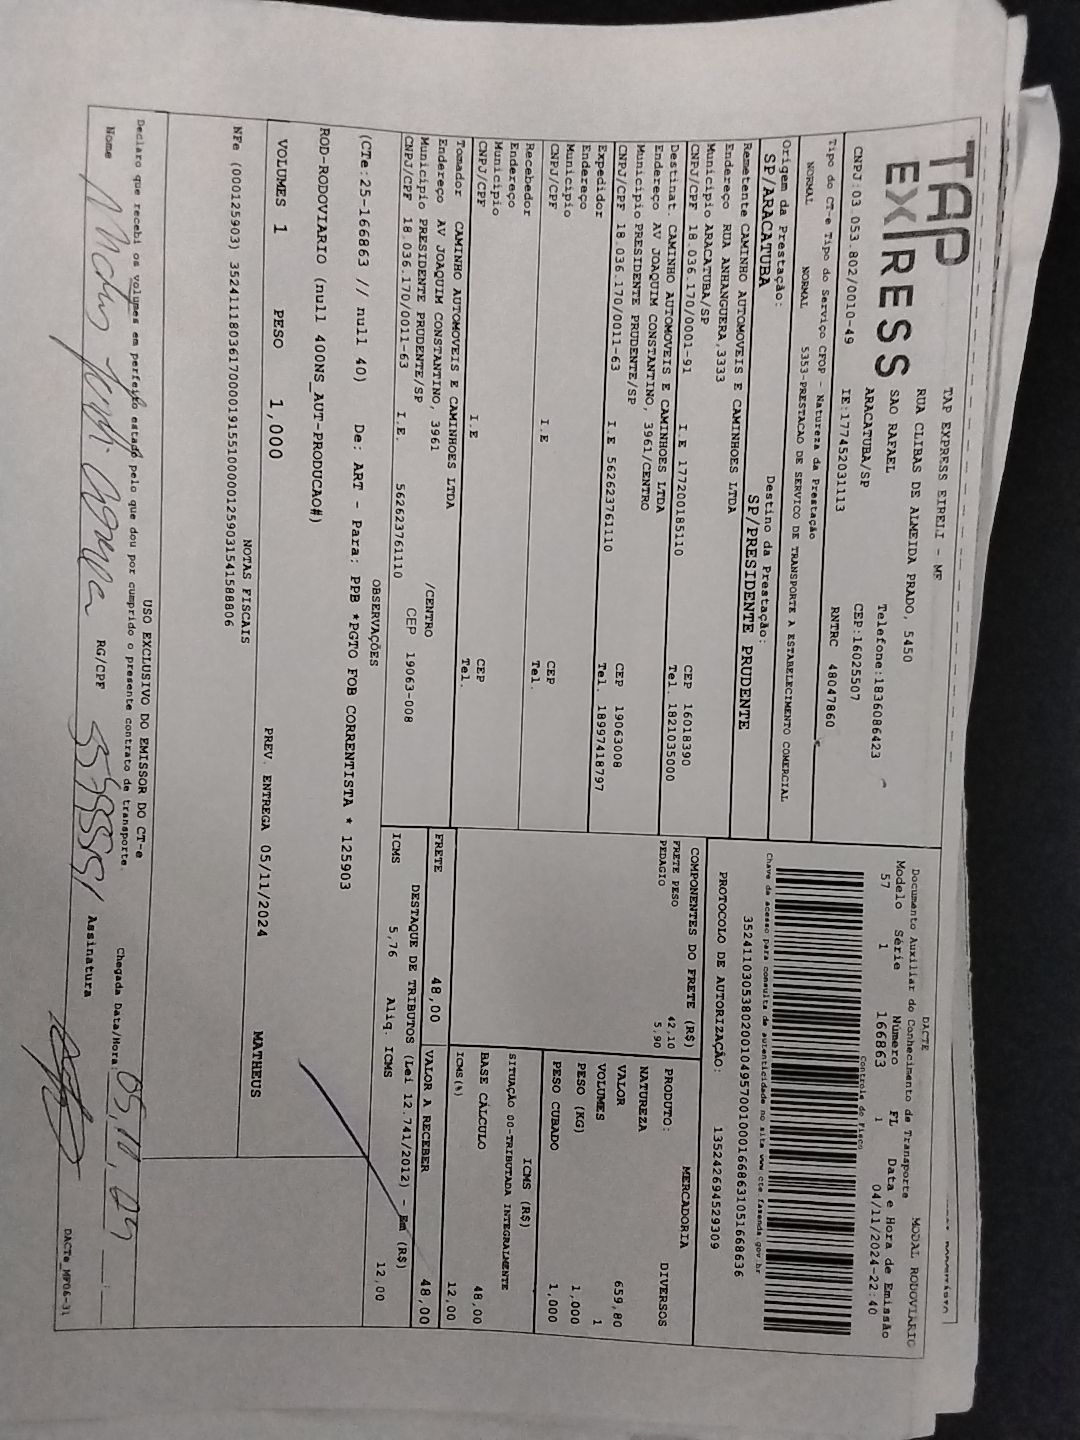 TAP
EXPRESS
TAP EXPRESS EIRELI - ME
RUA CLIBAS DE ALMEIDA PRADO, 5450
SAO RAFAEL
ARACATUBA/SP
Telefone:1836086423
CEP:16025507
CNPJ:03.053.802/0010-49 IE:177452031113 RNTRC 48047860
Tipo do CT-e Tipo do Serviço CFOP - Natureza da Prestação
NORMAL NORMAL 5353-PRESTACAO DE SERVICO DE TRANSPORTE A ESTABELECIMENTO COMERCIAL
Origem da Prestação: Destino da Prestação:
SP/ARACATUBA SP/PRESIDENTE PRUDENTE
Remetente CAMINHO AUTOMOVEIS E CAMINHOES LTDA
Endereço RUA ANHANGUERA,3333
Municipio ARACATUBA/SP CEP 16018390
CNPJ/CPF 18.036.170/0001-91 I.E 177200185110 Tel. 1821035000
Destinat. CAMINHO AUTOMOVEIS E CAMINHOES LTDA
Endereço AV JOAQUIM CONSTANTINO, 3961/CENTRO
Municipio PRESIDENTE PRUDENTE/SP CEP 19063008
CNPJ/CPF 18.036.170/0011-63 I.E 562623761110 Tel. 18997418797
Expedidor
Endereço
Municipio CEP
CNPJ/CPF I.E Tel.
Recebedor
Endereço
Municipio CEP
CNPJ/CPF I.E Tel.
Tomador CAMINHO AUTOMOVEIS E CAMINHOES LTDA
Endereço AV JOAQUIM CONSTANTINO, 3961 /CENTRO
Municipio PRESIDENTE PRUDENTE/SP CEP 19063-008
CNPJ/CPF 18.036.170/0011-63 I.E. 562623761110
DACTE MODAL RODOVIÁRIO
Documento Auxiliar do Conhecimento de Transporte
Modelo Série Número FL Data e Hora de Emissão
57 1 166863 1 04/11/2024-22:40
Controle do Fisco
Chave de acesso para consulta de autenticidade no site www.cte.fazenda.gov.br
35241103053802001049570010001668631051668636
PROTOCOLO DE AUTORIZAÇÃO: 135242694529309
COMPONENTES DO FRETE (R$)
FRETE PESO 42,10
PEDAGIO 5,90
MERCADORIA
PRODUTO: DIVERSOS
NATUREZA
VALOR 659,80
VOLUMES 1
PESO (KG) 1,000
PESO CUBADO 1,000
ICMS (R$)
SITUAÇÃO 00-TRIBUTADA INTEGRALMENTE
BASE CÁLCULO 48,00
ICMS(%) 12,00
FRETE 48,00 VALOR A RECEBER 48,00
DESTAQUE DE TRIBUTOS (Lei 12.741/2012) - Em (R$)
ICMS 5,76 Aliq. ICMS 12,00
OBSERVAÇÕES
(CTe:25-166863 // null 40) De: ART - Para: PPB *PGTO FOB CORRENTISTA * 125903
ROD-RODOVIARIO (null 400NS_AUT-PRODUCAO#)
VOLUMES 1 PESO 1,000 PREV. ENTREGA 05/11/2024 MATHEUS
NOTAS FISCAIS
NFe (000125903) 35241118036170000191551000012590315415​88806
USO EXCLUSIVO DO EMISSOR DO CT-e
Declaro que recebi os volumes em perfeito estado pelo que dou por cumprido o presente contrato de transporte.
Chegada Data/Hora:
Nome RG/CPF Assinatura
DACTe_MP06-31